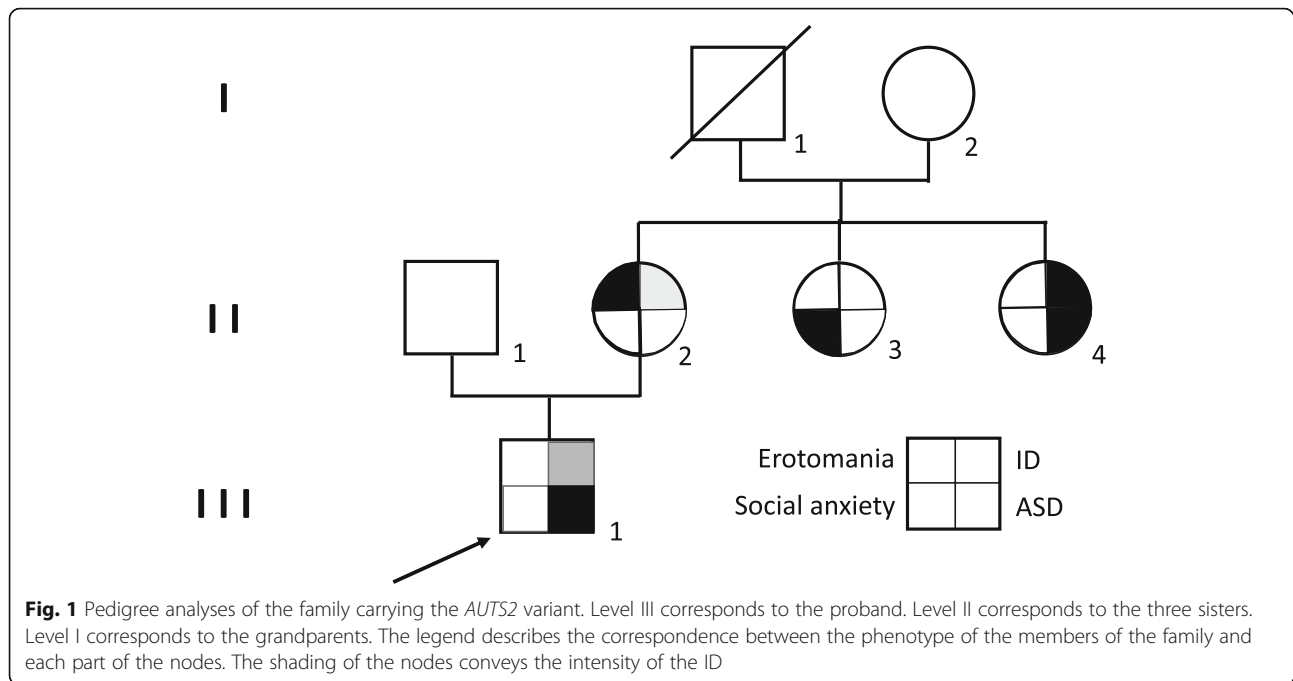 I
1
2
II
1
2
3
4
Erotomania ID
Social anxiety ASD
III
1
Fig. 1 Pedigree analyses of the family carrying the AUTS2 variant. Level III corresponds to the proband. Level II corresponds to the three sisters.
Level I corresponds to the grandparents. The legend describes the correspondence between the phenotype of the members of the family and
each part of the nodes. The shading of the nodes conveys the intensity of the ID